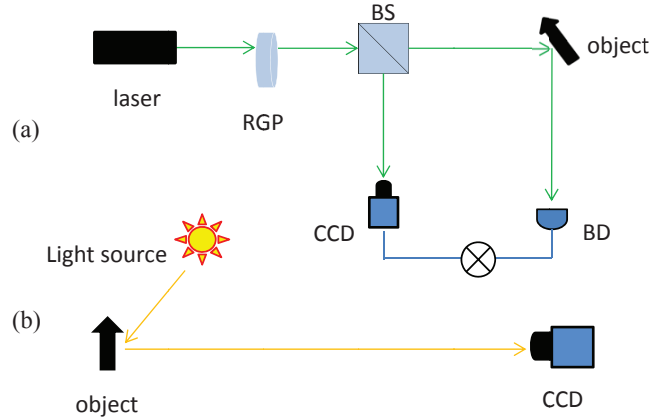 BS
object
laser
RGP
(a)
CCD
BD
Light source
(b)
object
CCD